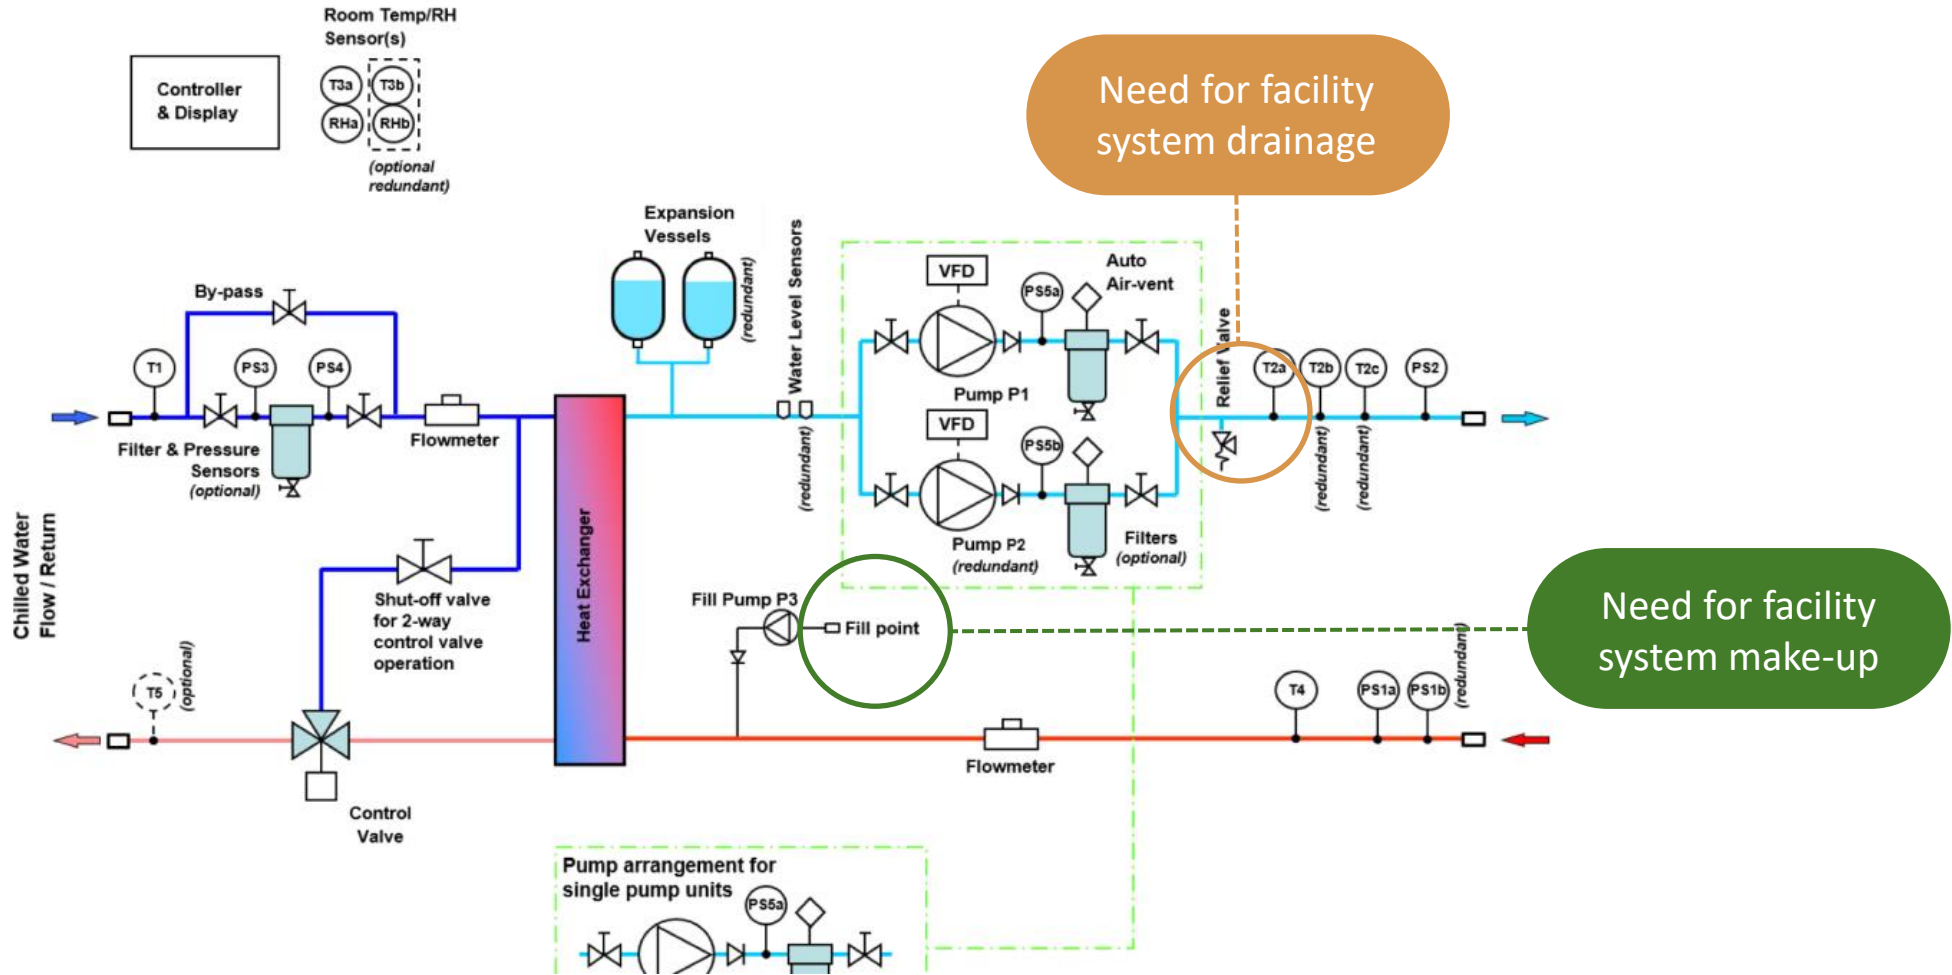 Room Temp/RH
Sensor(s)
Controller
& Display
T3a
T3b
RHa
RHb
(optional
redundant)
Need for facility
system drainage
Expansion
Vessels
(redundant)
Water Level Sensors
(redundant)
VFD
PS5a
Auto
Air-vent
Pump P1
VFD
PS5b
Pump P2
(redundant)
Filters
(optional)
Relief Valve
T2a
T2b
T2c
PS2
(redundant)
(redundant)
By-pass
T1
PS3
PS4
Filter & Pressure
Sensors
(optional)
Flowmeter
Chilled Water
Flow / Return
Shut-off valve
for 2-way
control valve
operation
Heat Exchanger
Fill Pump P3
Fill point
Need for facility
system make-up
T5
(optional)
T4
PS1a
PS1b
(redundant)
Flowmeter
Control
Valve
Pump arrangement for
single pump units
PS5a